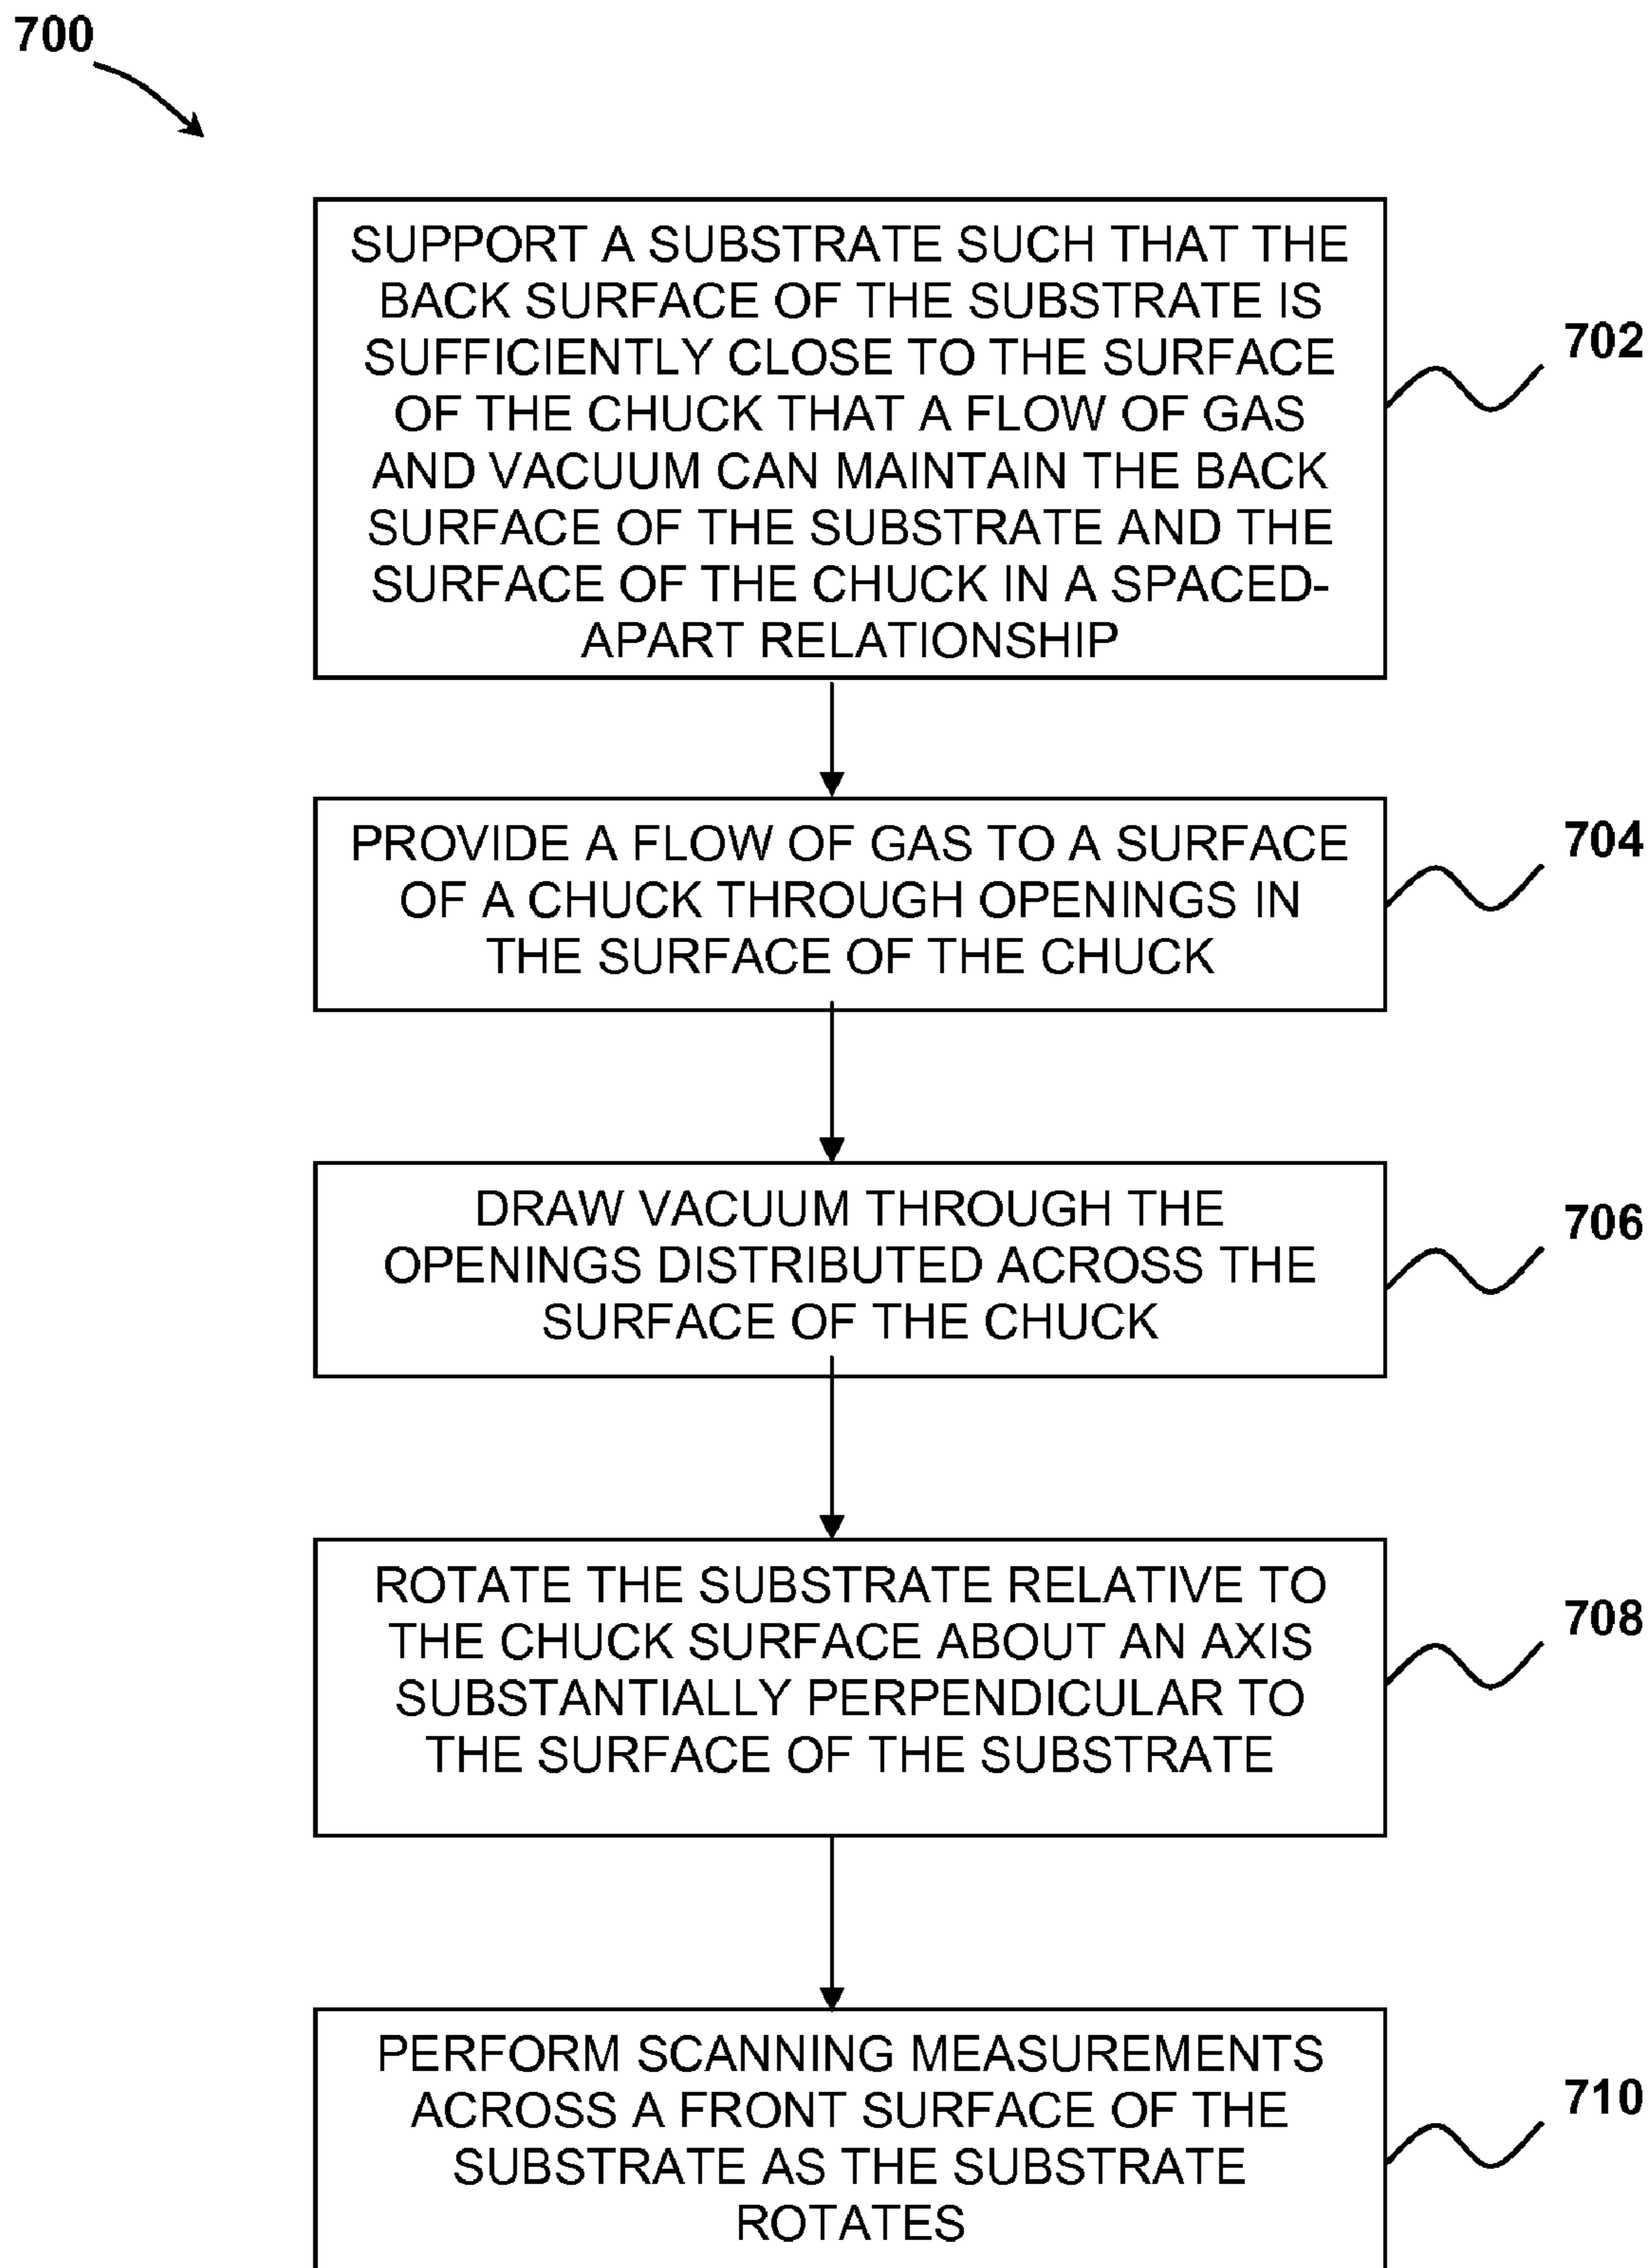 700
SUPPORT A SUBSTRATE SUCH THAT THE
BACK SURFACE OF THE SUBSTRATE IS
SUFFICIENTLY CLOSE TO THE SURFACE
OF THE CHUCK THAT A FLOW OF GAS
AND VACUUM CAN MAINTAIN THE BACK
SURFACE OF THE SUBSTRATE AND THE
SURFACE OF THE CHUCK IN A SPACED-
APART RELATIONSHIP
702
PROVIDE A FLOW OF GAS TO A SURFACE
OF A CHUCK THROUGH OPENINGS IN
THE SURFACE OF THE CHUCK
704
DRAW VACUUM THROUGH THE
OPENINGS DISTRIBUTED ACROSS THE
SURFACE OF THE CHUCK
706
ROTATE THE SUBSTRATE RELATIVE TO
THE CHUCK SURFACE ABOUT AN AXIS
SUBSTANTIALLY PERPENDICULAR TO
THE SURFACE OF THE SUBSTRATE
708
PERFORM SCANNING MEASUREMENTS
ACROSS A FRONT SURFACE OF THE
SUBSTRATE AS THE SUBSTRATE
ROTATES
710